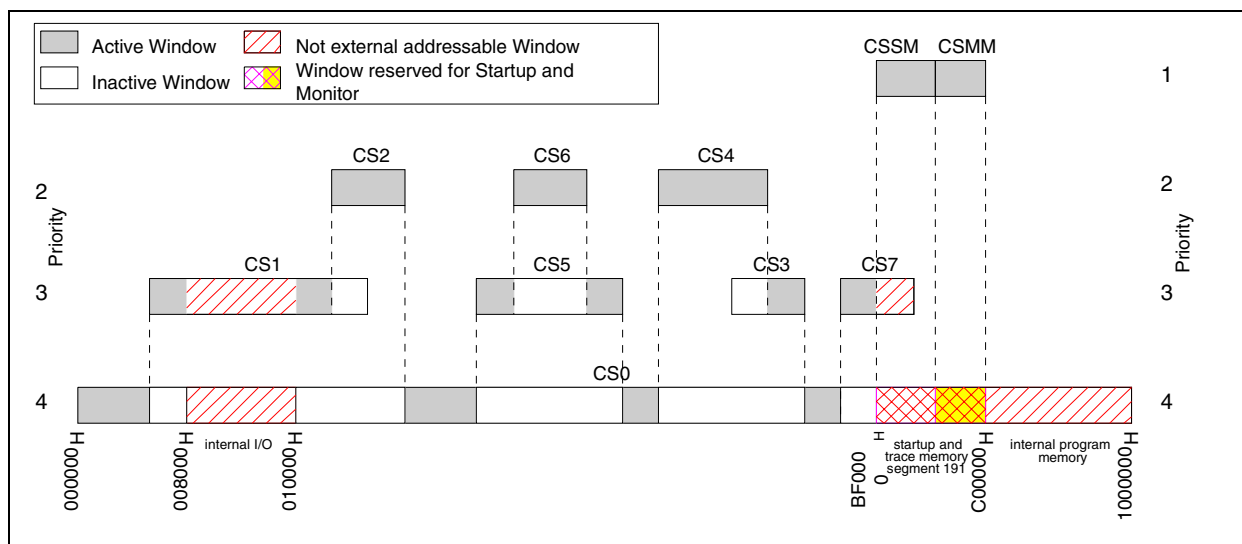 Active Window
Not external addressable Window
Inactive Window
Window reserved for Startup and
Monitor
CSSM CSMM
1
CS2 CS6 CS4
2 2
Priority Priority
CS1 CS5 CS3 CS7
3 3
CS0
4 4
000000H
008000H
internal I/O
010000H
BF000
0
H
startup and
trace memory
segment 191
C00000H
internal program
memory
1000000H